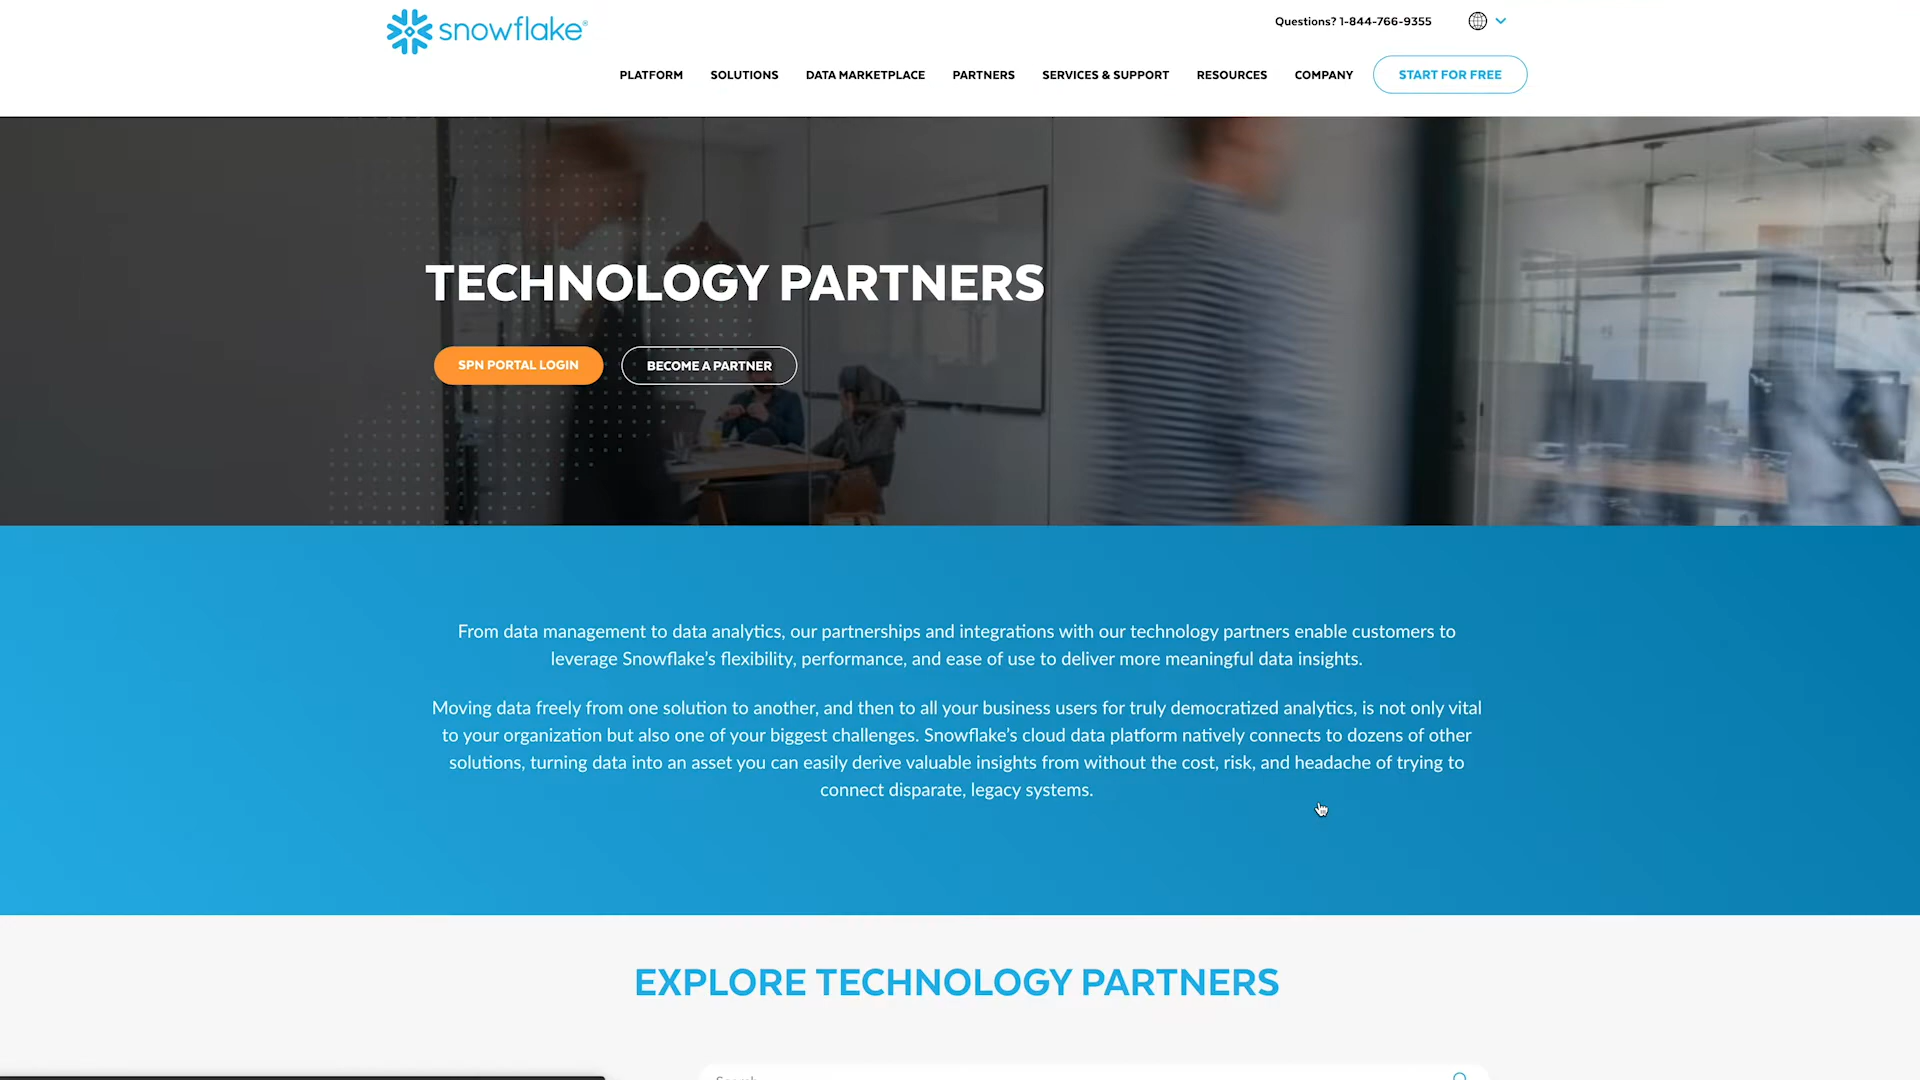 snowflake
Questions? 1-844-766-9355
PLATFORM SOLUTIONS DATA MARKETPLACE PARTNERS SERVICES & SUPPORT RESOURCES COMPANY START FOR FREE
TECHNOLOGY PARTNERS
SPN PORTAL LOGIN BECOME A PARTNER
From data management to data analytics, our partnerships and integrations with our technology partners enable customers to
leverage Snowflake’s flexibility, performance, and ease of use to deliver more meaningful data insights.
Moving data freely from one solution to another, and then to all your business users for truly democratized analytics, is not only vital
to your organization but also one of your biggest challenges. Snowflake’s cloud data platform natively connects to dozens of other
solutions, turning data into an asset you can easily derive valuable insights from without the cost, risk, and headache of trying to
connect disparate, legacy systems.
EXPLORE TECHNOLOGY PARTNERS